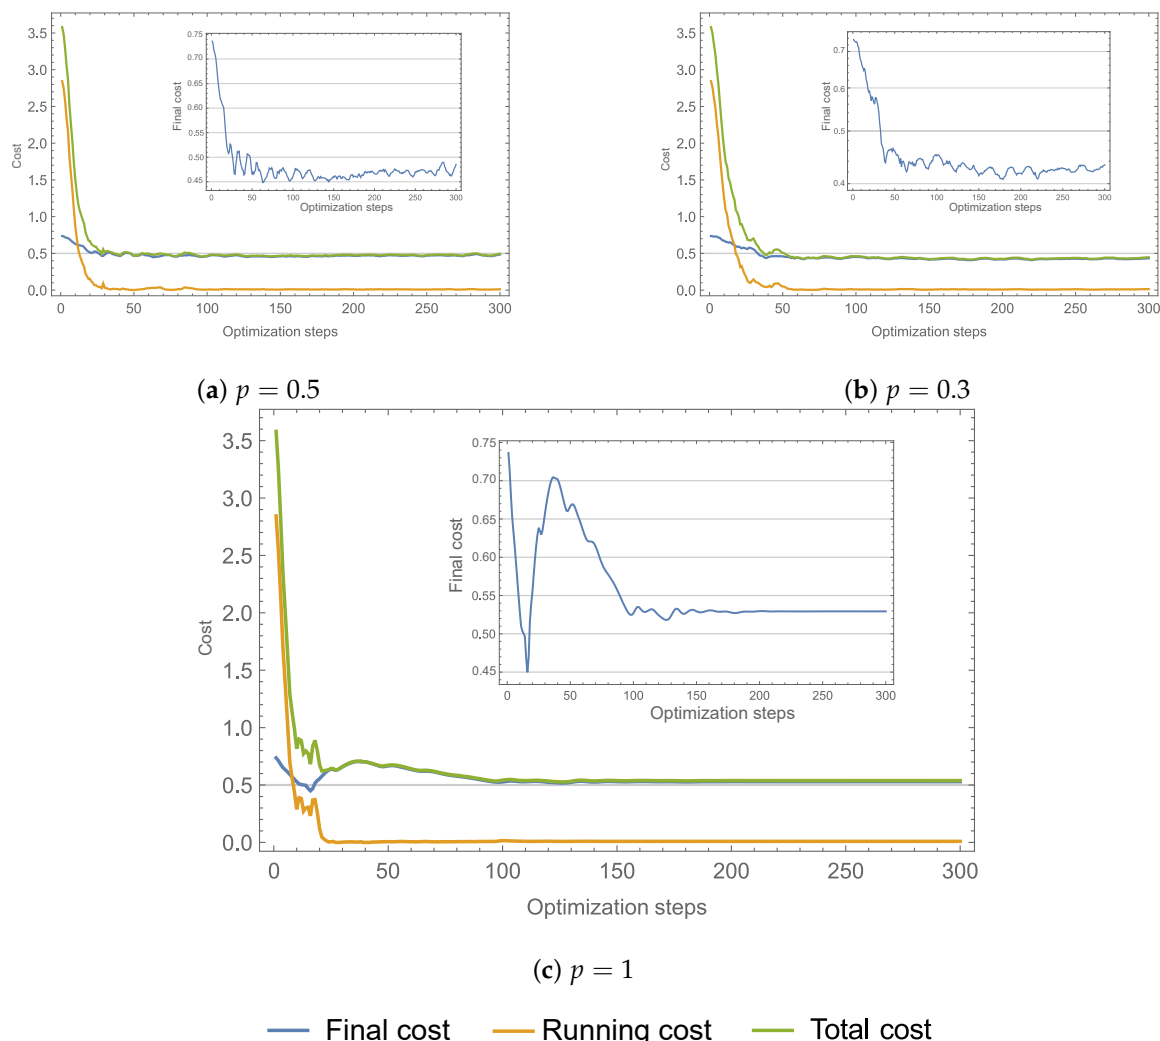 3.5
3.0
2.5
2.0
1.5
1.0
0.5
0.0
Cost
0 50 100 150 200 250 300
Optimization steps
0.75
0.70
0.65
0.60
0.55
0.50
0.45
Final cost
0 50 100 150 200 250 300
Optimization steps
(a) p = 0.5
3.5
3.0
2.5
2.0
1.5
1.0
0.5
0.0
Cost
0 50 100 150 200 250 300
Optimization steps
0.7
0.6
0.5
0.4
Final cost
0 50 100 150 200 250 300
Optimization steps
(b) p = 0.3
3.5
3.0
2.5
2.0
1.5
1.0
0.5
0.0
Cost
0 50 100 150 200 250 300
Optimization steps
0.75
0.70
0.65
0.60
0.55
0.50
0.45
Final cost
0 50 100 150 200 250 300
Optimization steps
(c) p = 1
Final cost Running cost Total cost